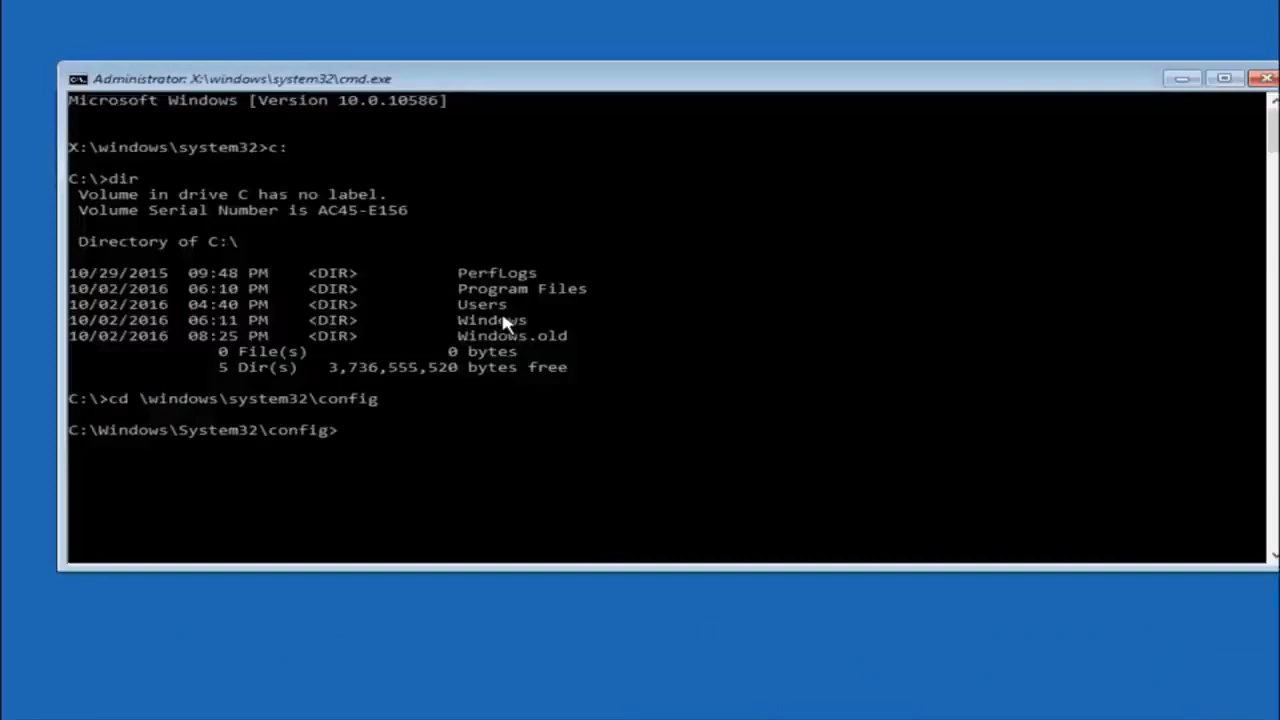 Administrator: X:\windows\system32\cmd.exe
Microsoft Windows [Version 10.0.10586]
X:\windows\system32>c:
C:\>dir
 Volume in drive C has no label.
 Volume Serial Number is AC45-E156
 Directory of C:\
10/29/2015  09:48 PM    <DIR>          PerfLogs
10/02/2016  06:10 PM    <DIR>          Program Files
10/02/2016  04:40 PM    <DIR>          Users
10/02/2016  06:11 PM    <DIR>          Windows
10/02/2016  08:25 PM    <DIR>          Windows.old
               0 File(s)              0 bytes
               5 Dir(s)   3,736,555,520 bytes free
C:\>cd \windows\system32\config
C:\Windows\System32\config>